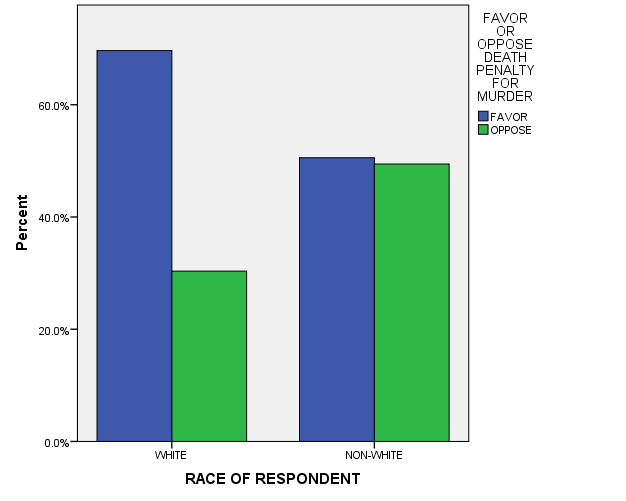 FAVOR
OR
OPPOSE
DEATH
PENALTY
FOR
MURDER
FAVOR
OPPOSE
Percent
60.0%
40.0%
20.0%
0.0%
WHITE
NON-WHITE
RACE OF RESPONDENT